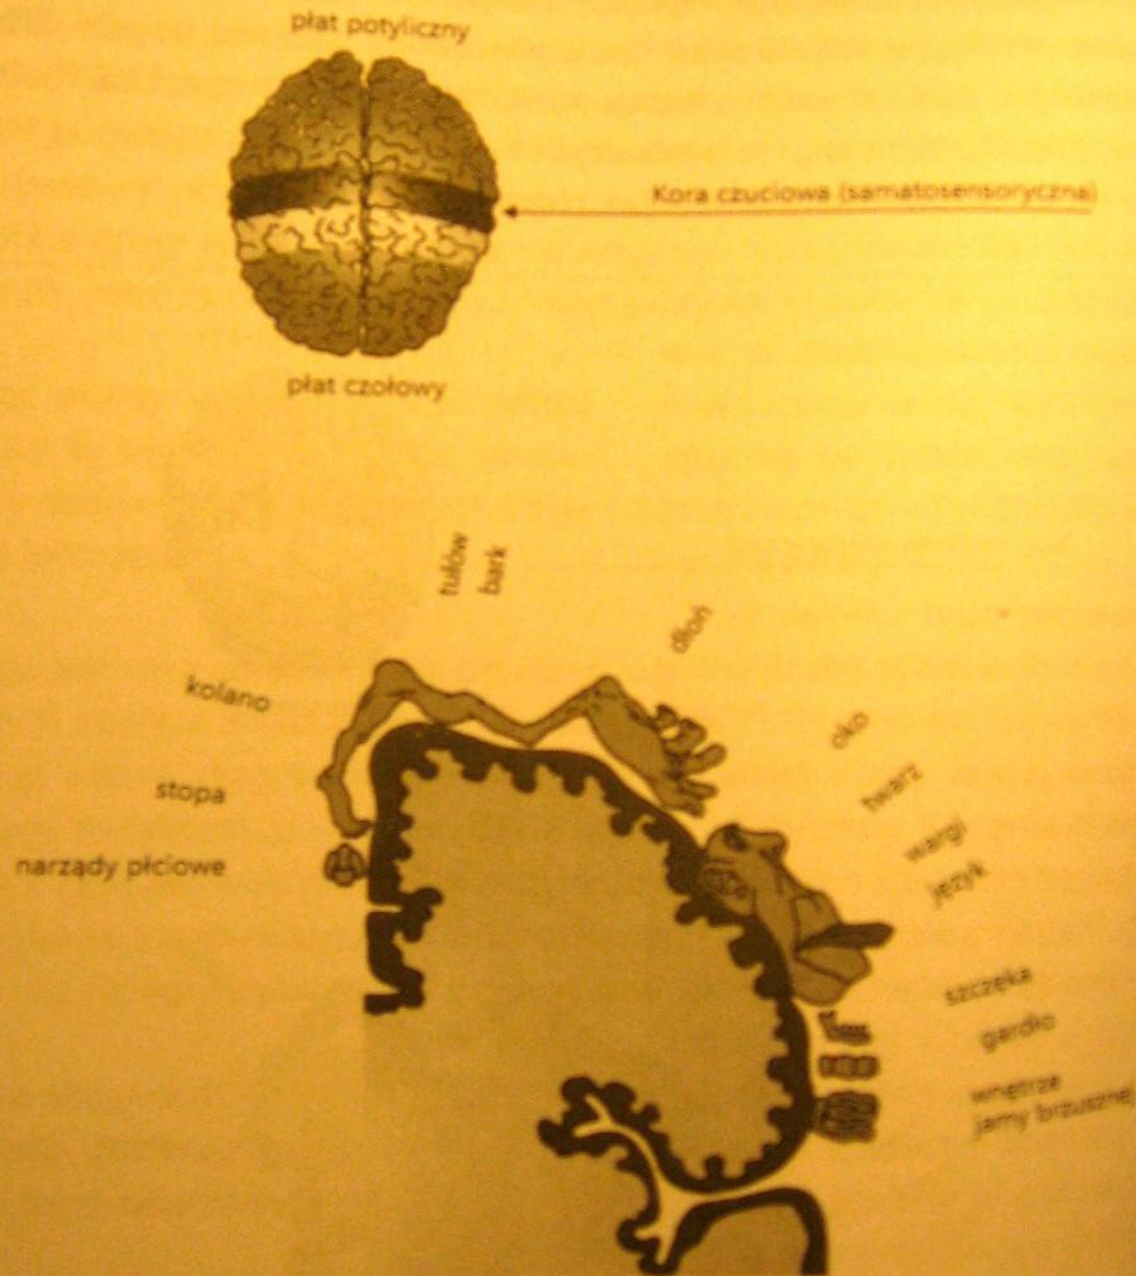 płat potyliczny
Kora czuciowa (samatosensoryczna)
płat czołowy
tułów
bark
dłoń
kolano
oko
stopa
twarz
wargi
narządy płciowe
język
szczęka
gardło
wnętrze
jamy brzusznej